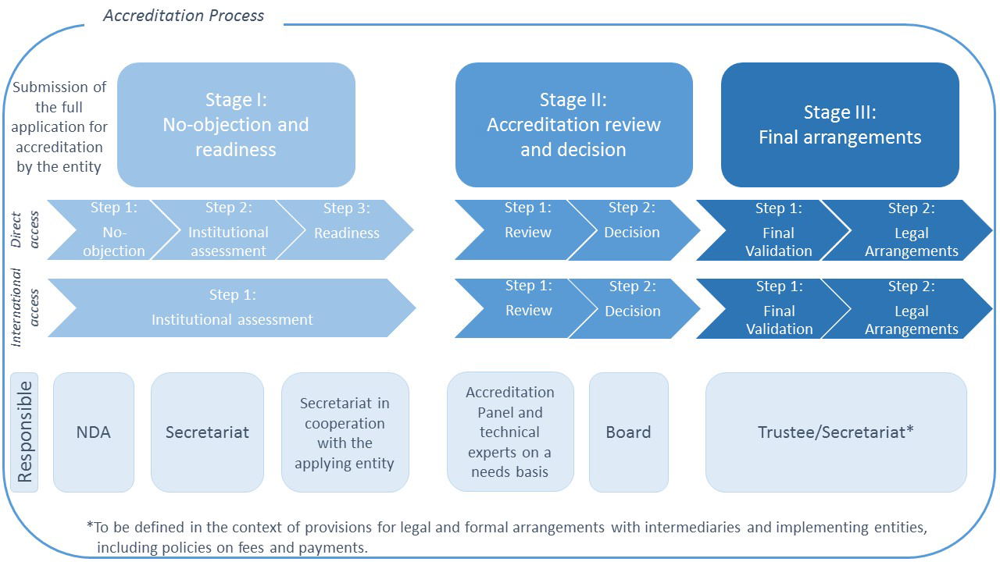 Accreditation Process
Submission of
the full
application for
accreditation
by the entity
Stage I:
No-objection and
readiness
Stage II:
Accreditation review
and decision
Stage III:
Final arrangements
Direct
access
Step 1:
No-
objection
Step 2:
Institutional
assessment
Step 3:
Readiness
Step 1:
Review
Step 2:
Decision
Step 1:
Final
Validation
Step 2:
Legal
Arrangements
International
access
Step 1:
Institutional assessment
Step 1:
Review
Step 2:
Decision
Step 1:
Final
Validation
Step 2:
Legal
Arrangements
Responsible
NDA
Secretariat
Secretariat in
cooperation
with the
applying entity
Accreditation
Panel and
technical
experts on a
needs basis
Board
Trustee/Secretariat*
*To be defined in the context of provisions for legal and formal arrangements with intermediaries and implementing entities,
including policies on fees and payments.